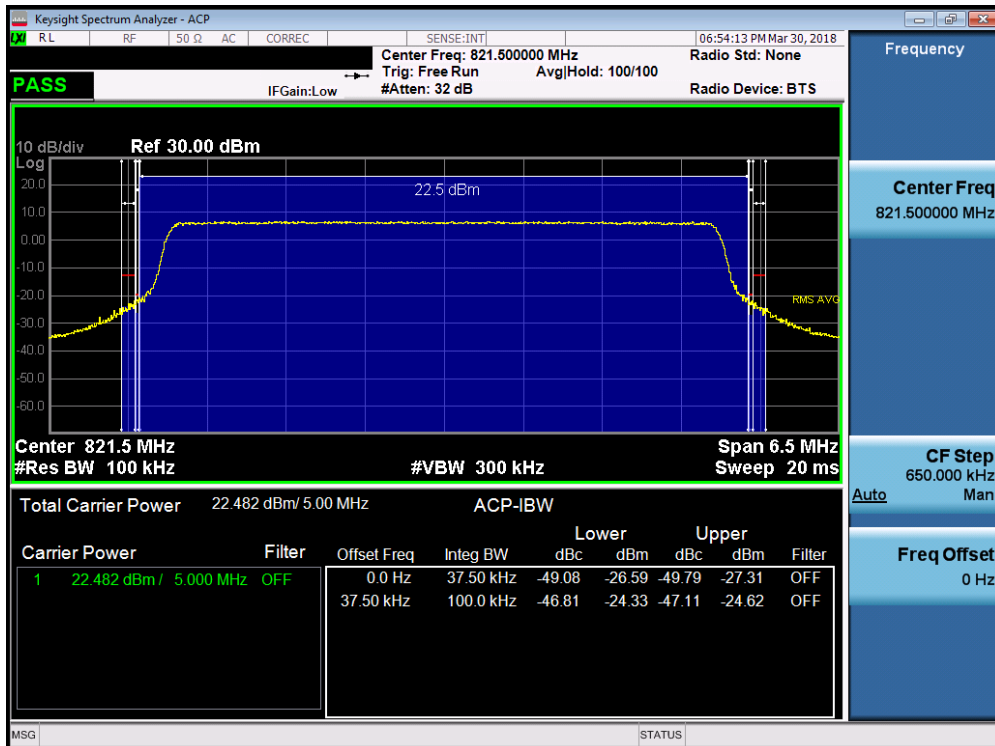 Keysight Spectrum Analyzer - ACP
LXI RL RF 50 Ω AC CORREC SENSE:INT 06:54:13 PM Mar 30, 2018
Center Freq: 821.500000 MHz Radio Std: None
Trig: Free Run Avg|Hold: 100/100
PASS IFGain:Low #Atten: 32 dB Radio Device: BTS
10 dB/div Ref 30.00 dBm
Log
20.0
22.5 dBm
10.0
0.00
-10.0
-20.0
RMS AVG
-30.0
-40.0
-50.0
-60.0
Center 821.5 MHz Span 6.5 MHz
#Res BW 100 kHz #VBW 300 kHz Sweep 20 ms
Total Carrier Power 22.482 dBm/ 5.00 MHz ACP-IBW
Lower Upper
Carrier Power Filter Offset Freq Integ BW dBc dBm dBc dBm Filter
1 22.482 dBm / 5.000 MHz OFF 0.0 Hz 37.50 kHz -49.08 -26.59 -49.79 -27.31 OFF
37.50 kHz 100.0 kHz -46.81 -24.33 -47.11 -24.62 OFF
MSG STATUS
Frequency
Center Freq
821.500000 MHz
CF Step
650.000 kHz
Auto Man
Freq Offset
0 Hz